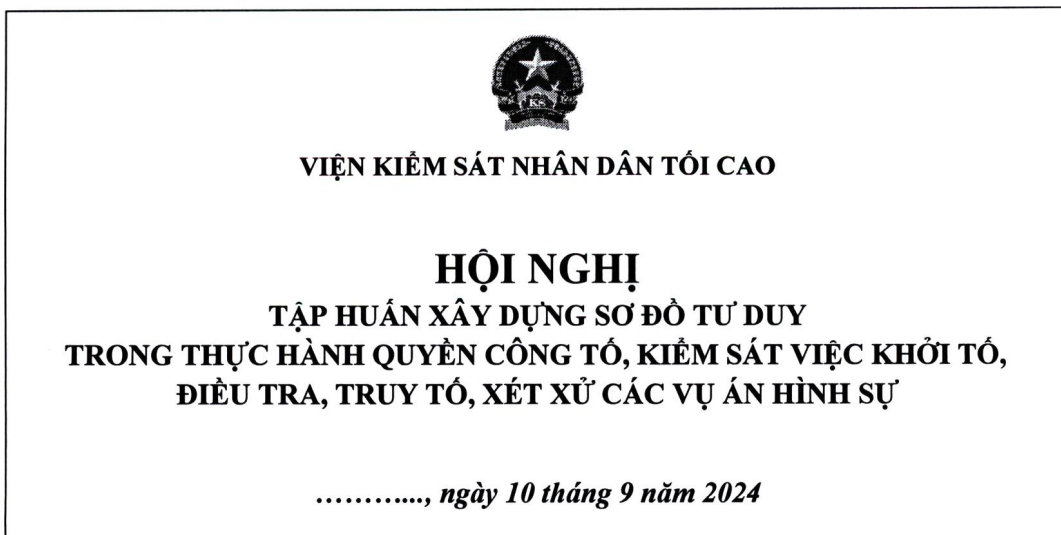 KS
VIỆN KIỂM SÁT NHÂN DÂN TỐI CAO
HỘI NGHỊ
TẬP HUẤN XÂY DỰNG SƠ ĐỒ TƯ DUY
TRONG THỰC HÀNH QUYỀN CÔNG TỐ, KIỂM SÁT VIỆC KHỞI TỐ,
ĐIỀU TRA, TRUY TỐ, XÉT XỬ CÁC VỤ ÁN HÌNH SỰ
…….….., ngày 10 tháng 9 năm 2024